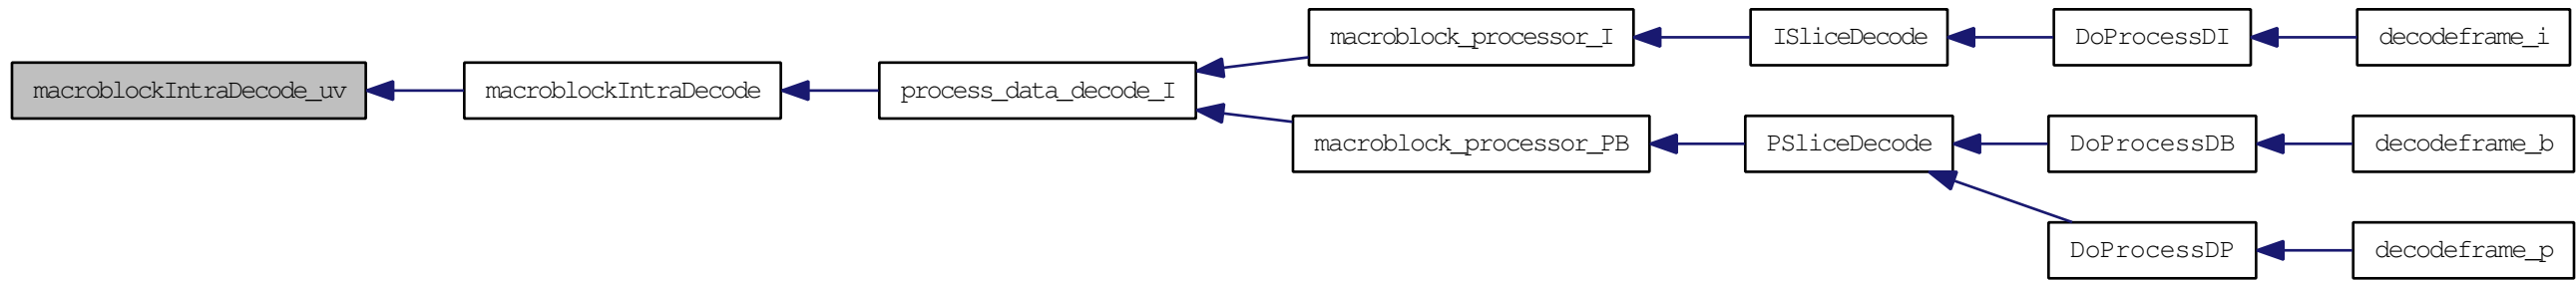 macroblockIntraDecode_uv
macroblockIntraDecode
process_data_decode_I
macroblock_processor_I
ISliceDecode
DoProcessDI
decodeframe_i
macroblock_processor_PB
PSliceDecode
DoProcessDB
decodeframe_b
DoProcessDP
decodeframe_p